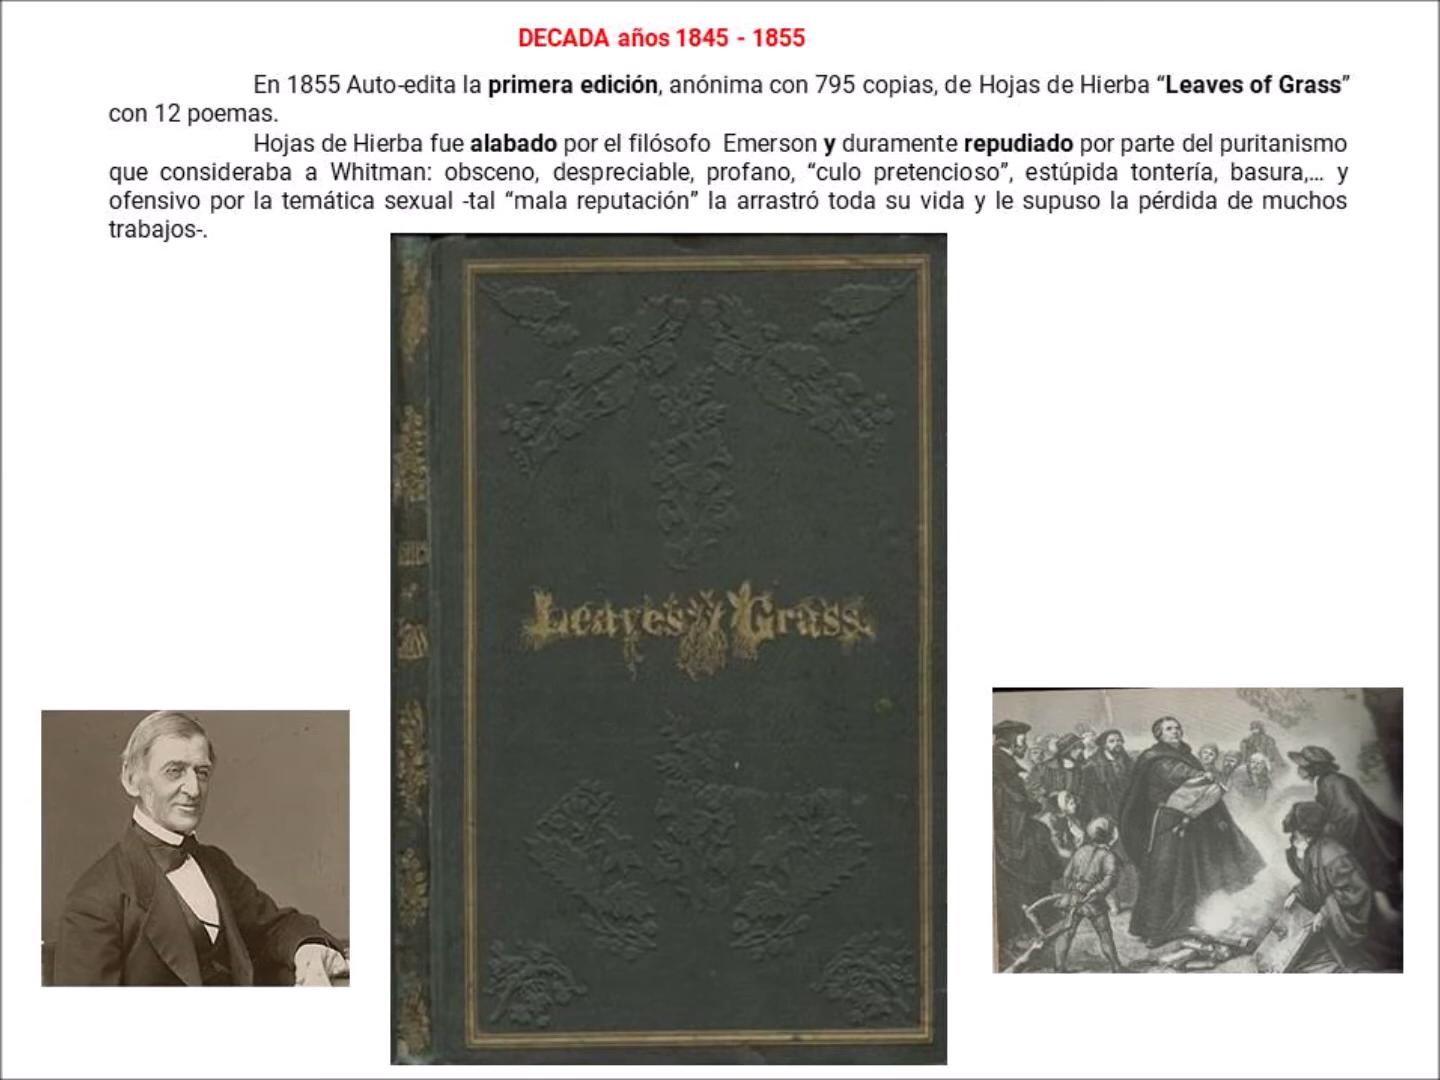 DECADA años 1845 - 1855
En 1855 Auto-edita la primera edición, anónima con 795 copias, de Hojas de Hierba “Leaves of Grass”
con 12 poemas.
Hojas de Hierba fue alabado por el filósofo Emerson y duramente repudiado por parte del puritanismo
que consideraba a Whitman: obsceno, despreciable, profano, “culo pretencioso”, estúpida tontería, basura,... y
ofensivo por la temática sexual -tal “mala reputación” la arrastró toda su vida y le supuso la pérdida de muchos
trabajos-.
Leaves of Grass.